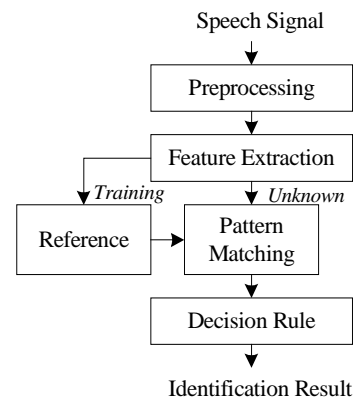 Speech Signal
Preprocessing
Feature Extraction
Training
Unknown
Reference
Pattern
Matching
Decision Rule
Identification Result